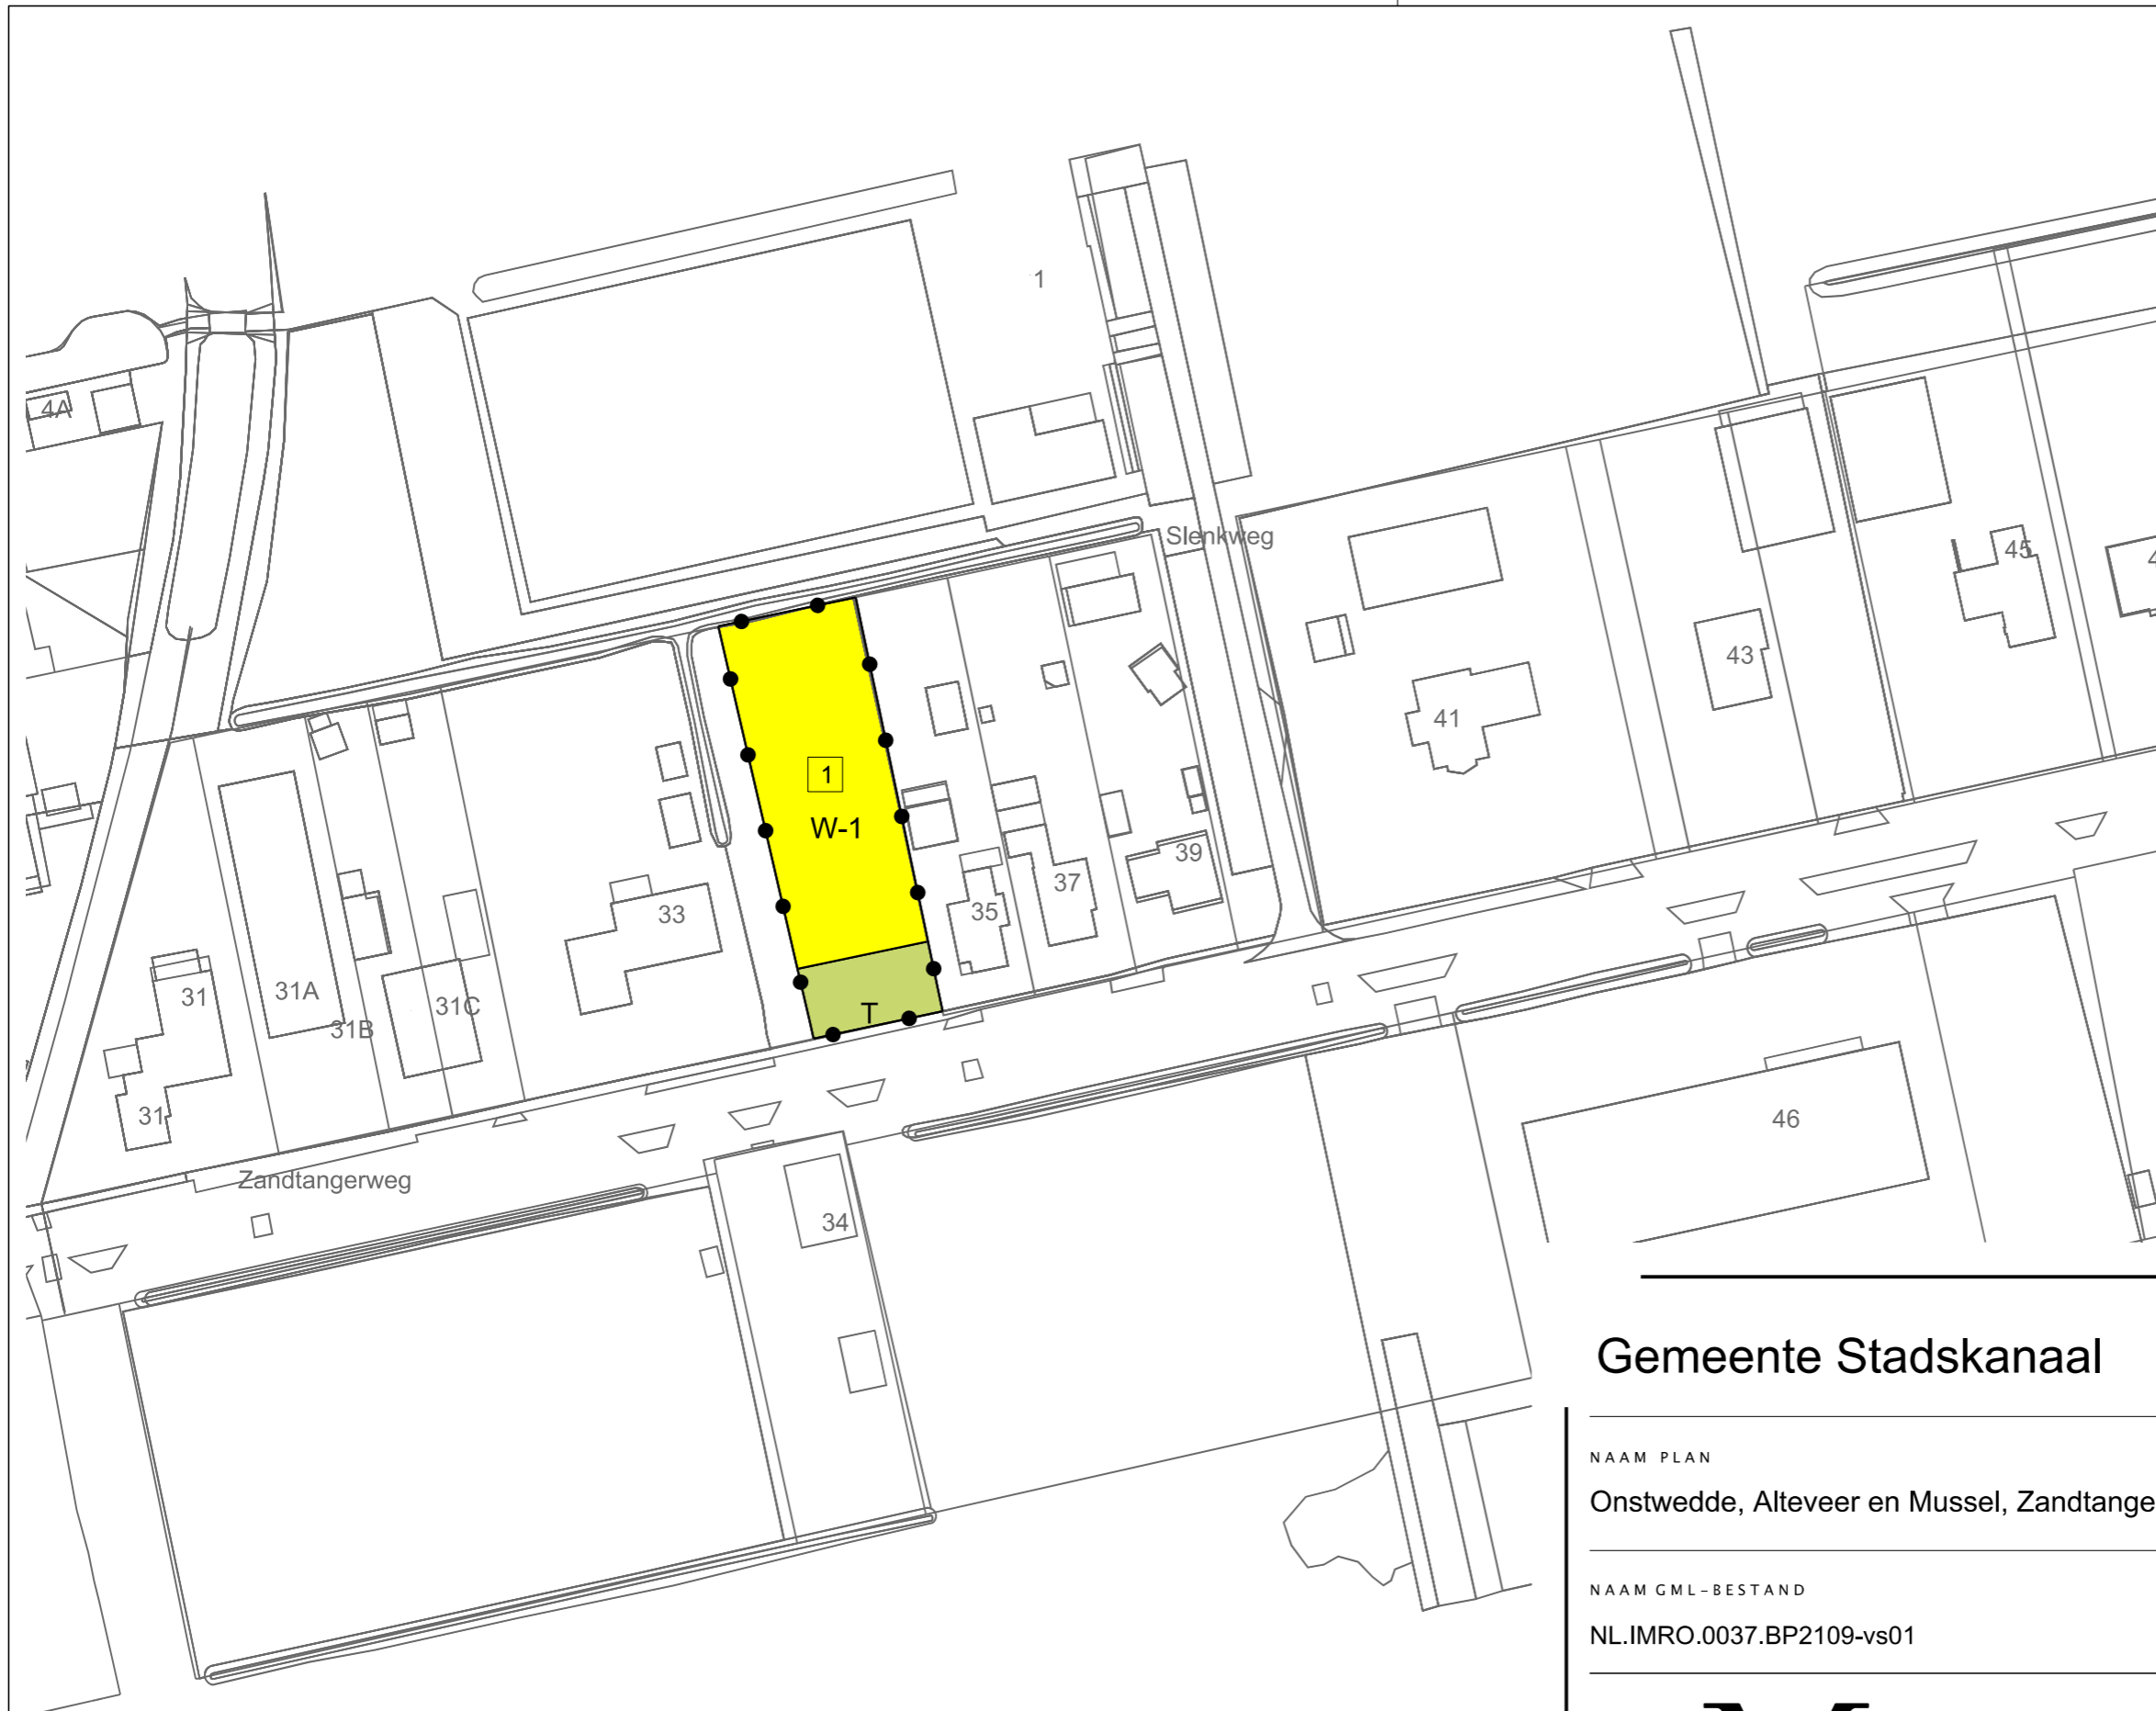 1
4A
Slenkweg
45
43
41
1
W-1
39
37
35
33
31
31A
31B
31C
T
31
46
Zandtangerweg
34
Gemeente Stadskanaal
NAAM PLAN
Onstwedde, Alteveer en Mussel, Zandtange
NAAM GML-BESTAND
NL.IMRO.0037.BP2109-vs01